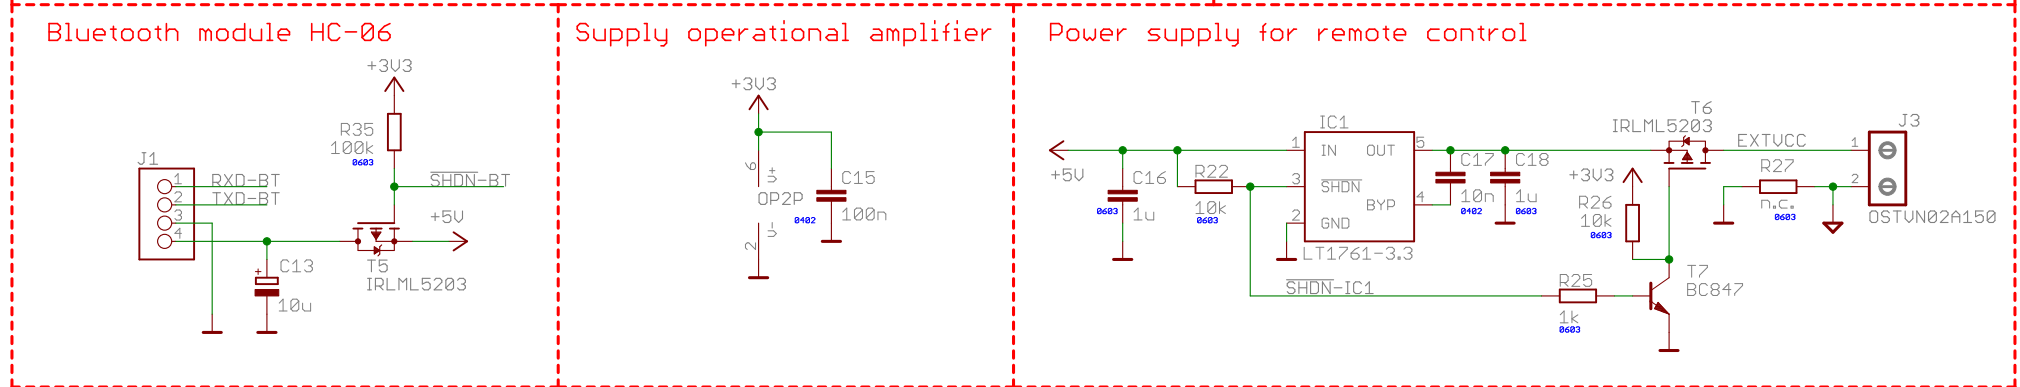 Bluetooth module HC-06
+3V3
R35
100k
0603
J1
1
RXD-BT
2
TXD-BT
3
4
SHDN-BT
+5V
T5
IRLML5203
+
C13
10u
Supply operational amplifier
+3V3
6
V+
OP2P
V-
2
C15
0402
100n
Power supply for remote control
+5V
C16
0603
1u
R22
10k
0603
IC1
1
IN
OUT
5
3
SHDN
BYP
4
2
GND
LT1761-3.3
C17
10n
0402
C18
1u
0603
SHDN-IC1
R25
1k
0603
+3V3
R26
10k
0603
T6
IRLML5203
T7
BC847
EXTVCC
R27
n.c.
0603
J3
1
2
OSTVN02A150